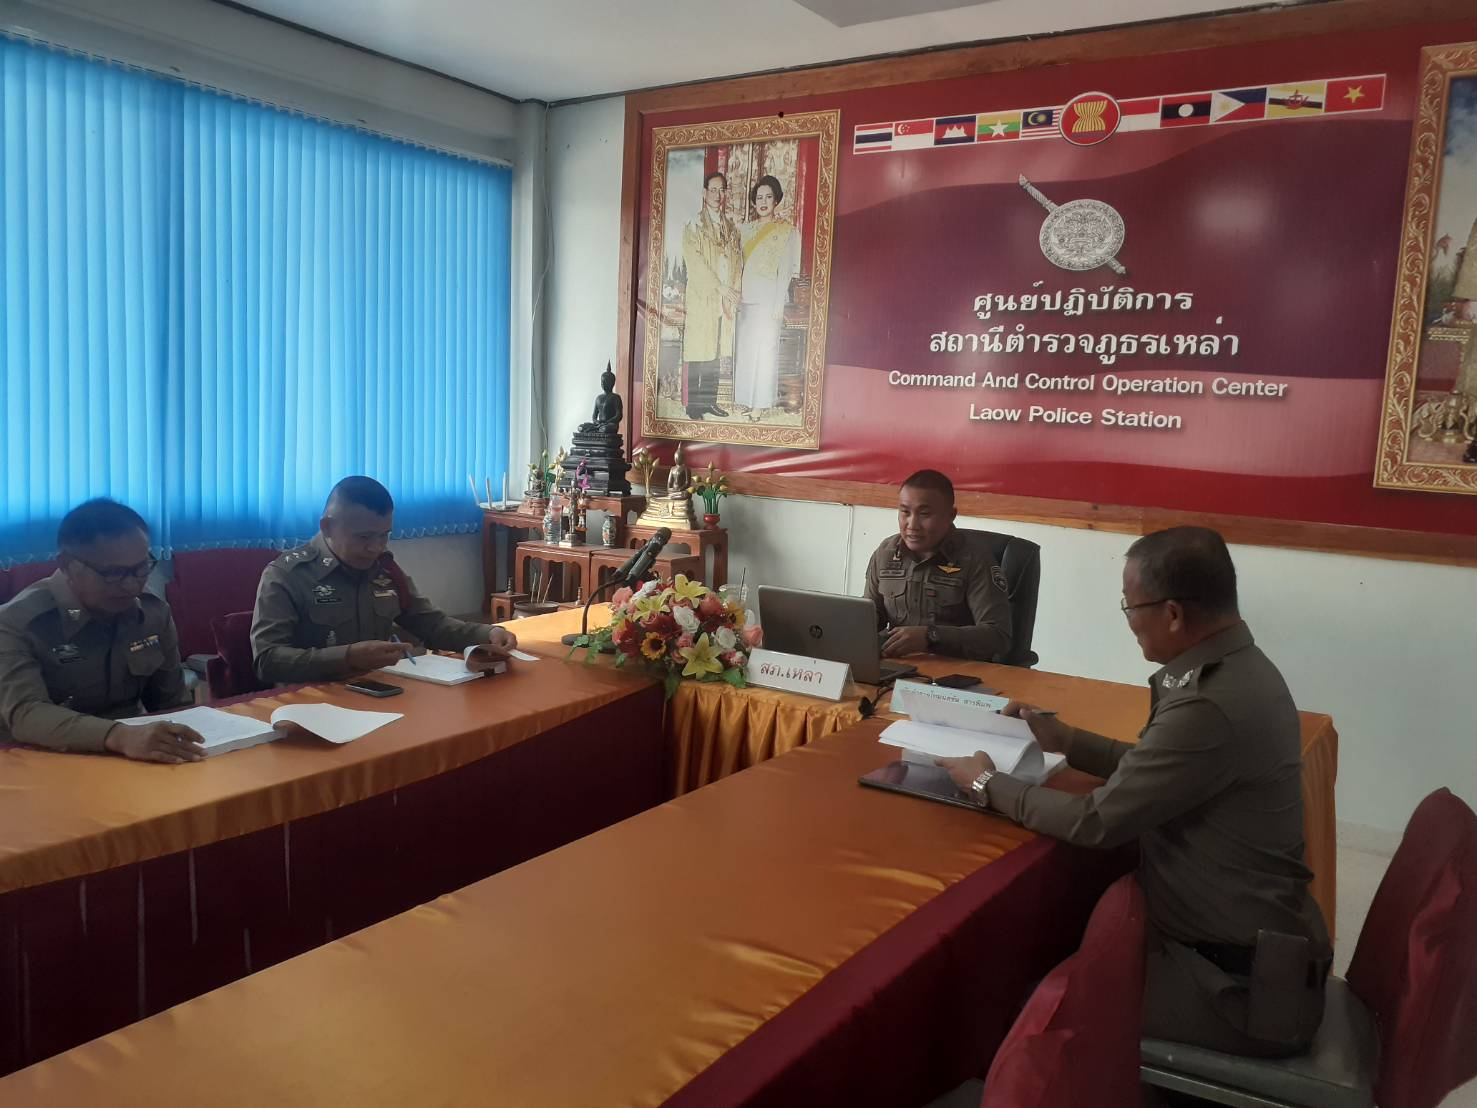 ศูนย์ปฏิบัติการ
สถานีตำรวจภูธรเหล่า
Command And Control Operation Center
Laow Police Station
hp
สภ.เหล่า